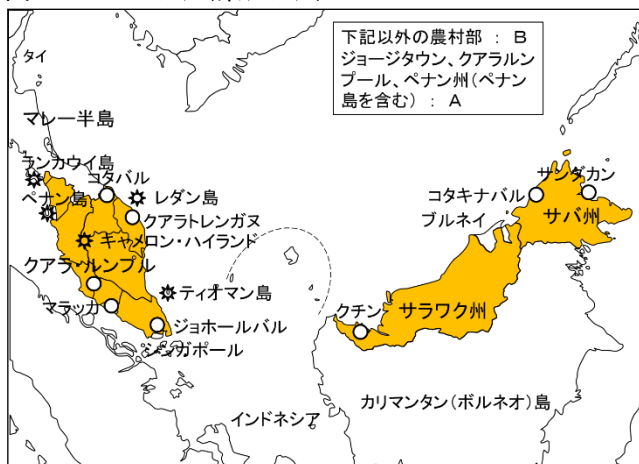 下記以外の農村部 : B
ジョージタウン、クアラルン
プール、ペナン州(ペナン
島を含む) : A
タイ
マレー半島
ランカウイ島
コタバル
ペナン島
レダン島
クアラトレンガヌ
キャメロン・ハイランド
クアラ・ルンプル
ティオマン島
マラッカ
ジョホールバル
シンガポール
サンダカン
コタキナバル
ブルネイ
サバ州
クチン
サラワク州
インドネシア
カリマンタン(ボルネオ)島